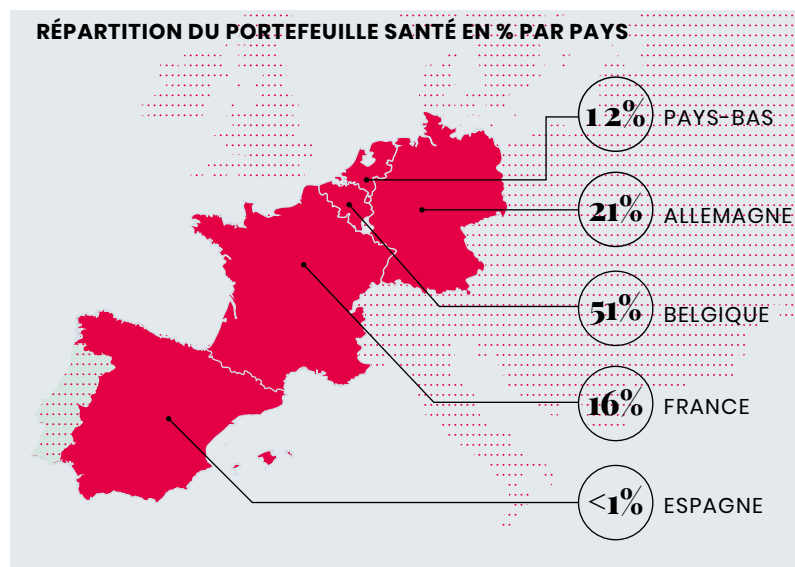 RÉPARTITION DU PORTEFEUILLE SANTÉ EN % PAR PAYS
12% PAYS-BAS
21% ALLEMAGNE
51% BELGIQUE
16% FRANCE
<1% ESPAGNE